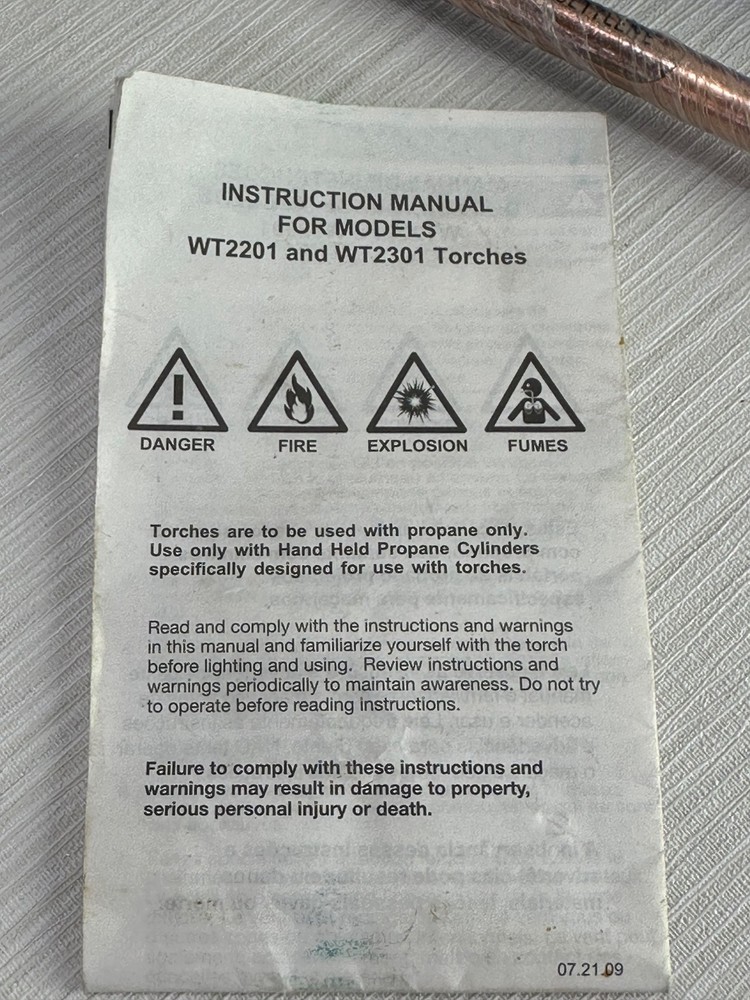 INSTRUCTION MANUAL
FOR MODELS
WT2201 and WT2301 Torches
DANGER FIRE EXPLOSION FUMES
Torches are to be used with propane only.
Use only with Hand Held Propane Cylinders
specifically designed for use with torches.
Read and comply with the instructions and warnings
in this manual and familiarize yourself with the torch
before lighting and using. Review instructions and
warnings periodically to maintain awareness. Do not try
to operate before reading instructions.
Failure to comply with these instructions and
warnings may result in damage to property,
serious personal injury or death.
07.21.09